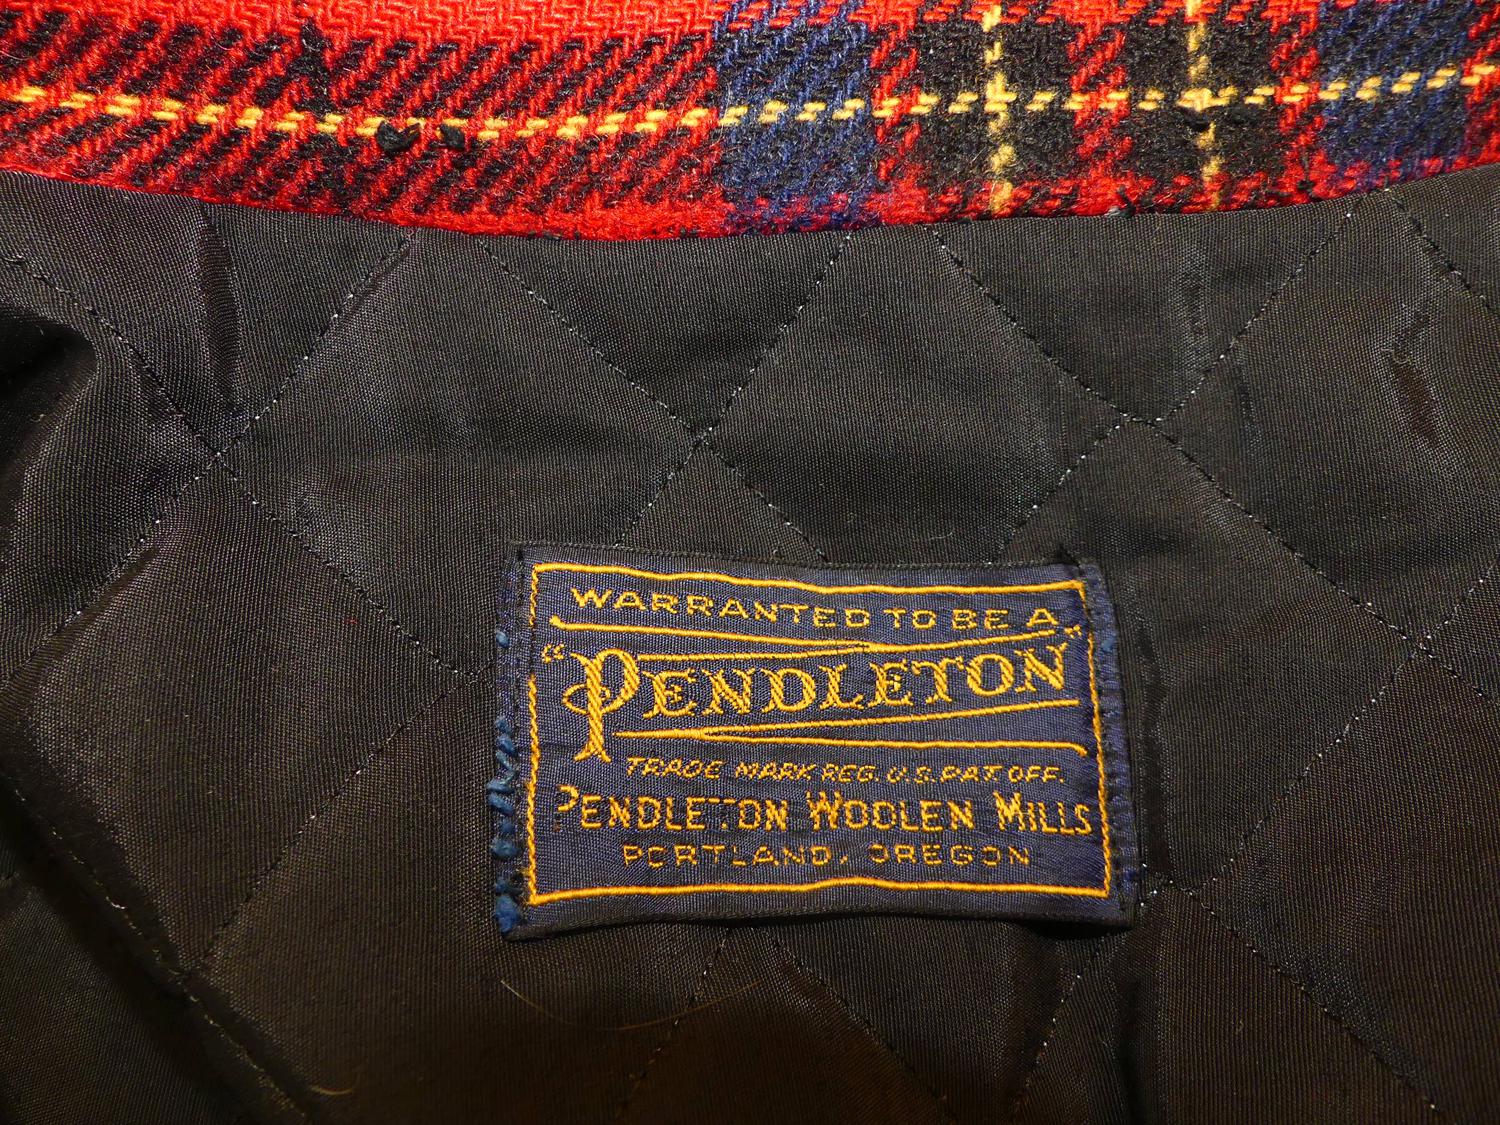 WARRANTED TO BE A
"PENDLETON"
TRADE MARK REG. U.S. PAT OFF.
PENDLETON WOOLEN MILLS
PORTLAND, OREGON